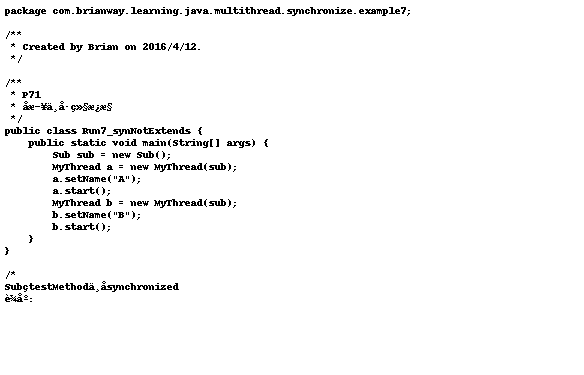 package com.brianway.learning.java.multithread.synchronize.example7;
/**
 * Created by Brian on 2016/4/12.
 */
/**
 * P71
 * åæ-¥ä¸å·ç»§æ¿æ§
 */
public class Run7_synNotExtends {
    public static void main(String[] args) {
        Sub sub = new Sub();
        MyThread a = new MyThread(sub);
        a.setName("A");
        a.start();
        MyThread b = new MyThread(sub);
        b.setName("B");
        b.start();
    }
}
/*
SubçtestMethodä¸åsynchronized
è¾åº: